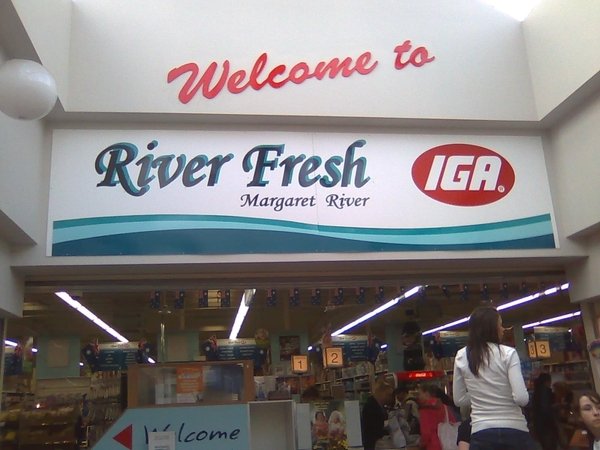 Welcome to
River Fresh
IGA
Margaret River
1
2
3
Welcome